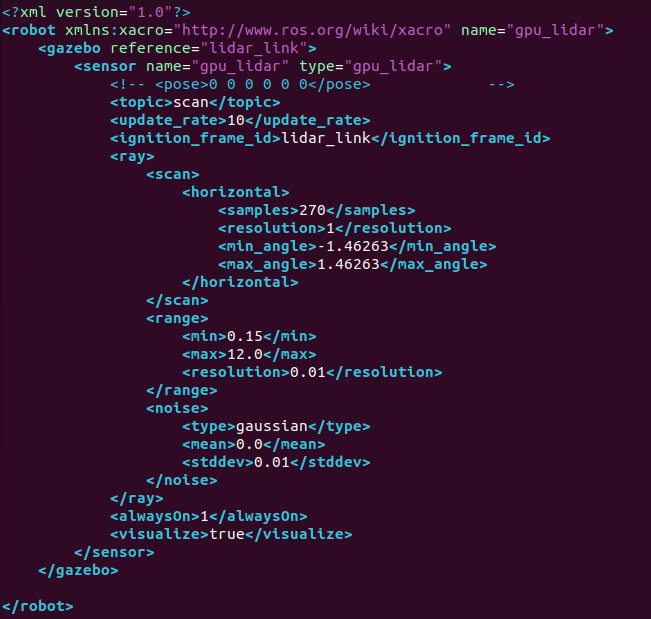 <?xml version="1.0"?>
<robot xmlns:xacro="http://www.ros.org/wiki/xacro" name="gpu_lidar">
    <gazebo reference="lidar_link">
        <sensor name="gpu_lidar" type="gpu_lidar">
            <!-- <pose>0 0 0 0 0 0</pose>             -->
            <topic>scan</topic>
            <update_rate>10</update_rate>
            <ignition_frame_id>lidar_link</ignition_frame_id>
            <ray>
                <scan>
                    <horizontal>
                        <samples>270</samples>
                        <resolution>1</resolution>
                        <min_angle>-1.46263</min_angle>
                        <max_angle>1.46263</max_angle>
                    </horizontal>
                </scan>
                <range>
                    <min>0.15</min>
                    <max>12.0</max>
                    <resolution>0.01</resolution>
                </range>
                <noise>
                    <type>gaussian</type>
                    <mean>0.0</mean>
                    <stddev>0.01</stddev>
                </noise>
            </ray>
            <alwaysOn>1</alwaysOn>
            <visualize>true</visualize>
        </sensor>
    </gazebo>

</robot>